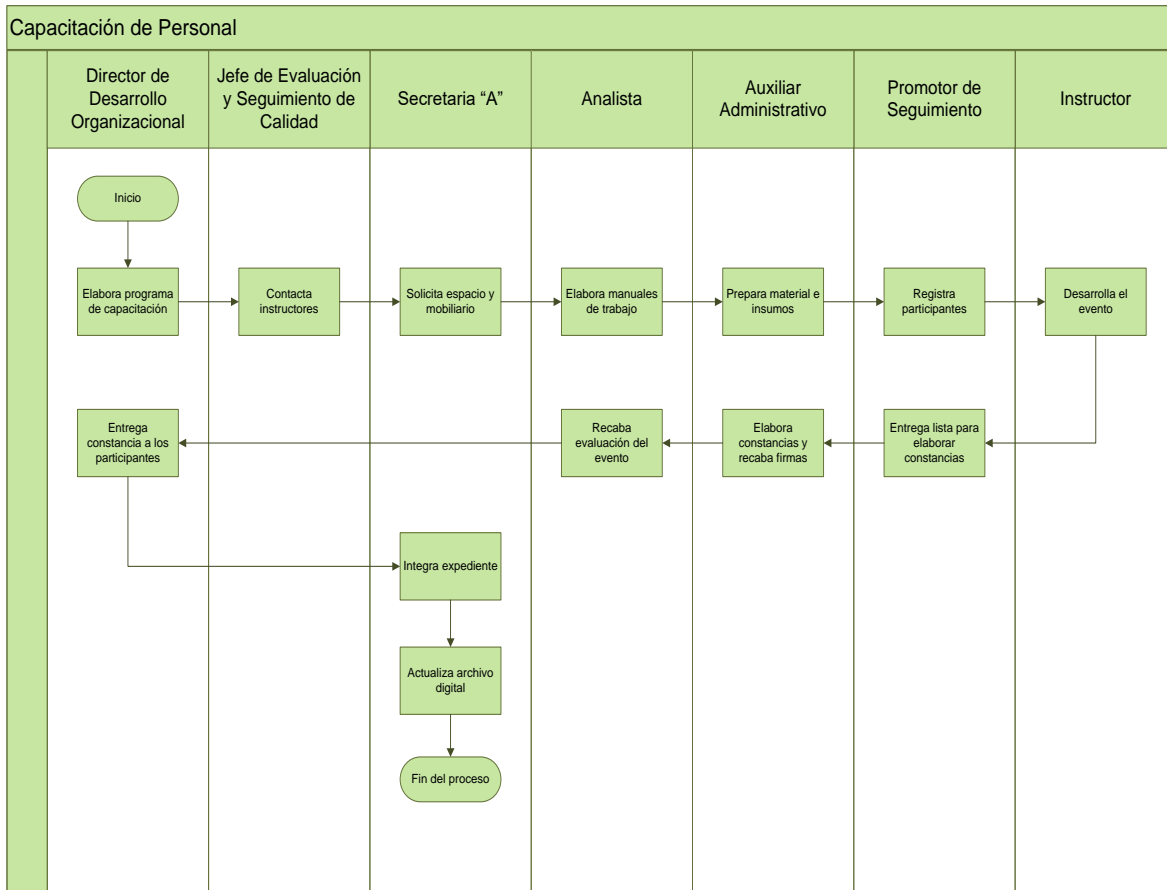 Capacitación de Personal
Director de
Desarrollo
Organizacional
Jefe de Evaluación
y Seguimiento de
Calidad
Secretaria “A”
Analista
Auxiliar
Administrativo
Promotor de
Seguimiento
Instructor
Inicio
Elabora programa
de capacitación
Contacta
instructores
Solicita espacio y
mobiliario
Elabora manuales
de trabajo
Prepara material e
insumos
Registra
participantes
Desarrolla el
evento
Entrega
constancia a los
participantes
Recaba
evaluación del
evento
Elabora
constancias y
recaba firmas
Entrega lista para
elaborar
constancias
Integra expediente
Actualiza archivo
digital
Fin del proceso